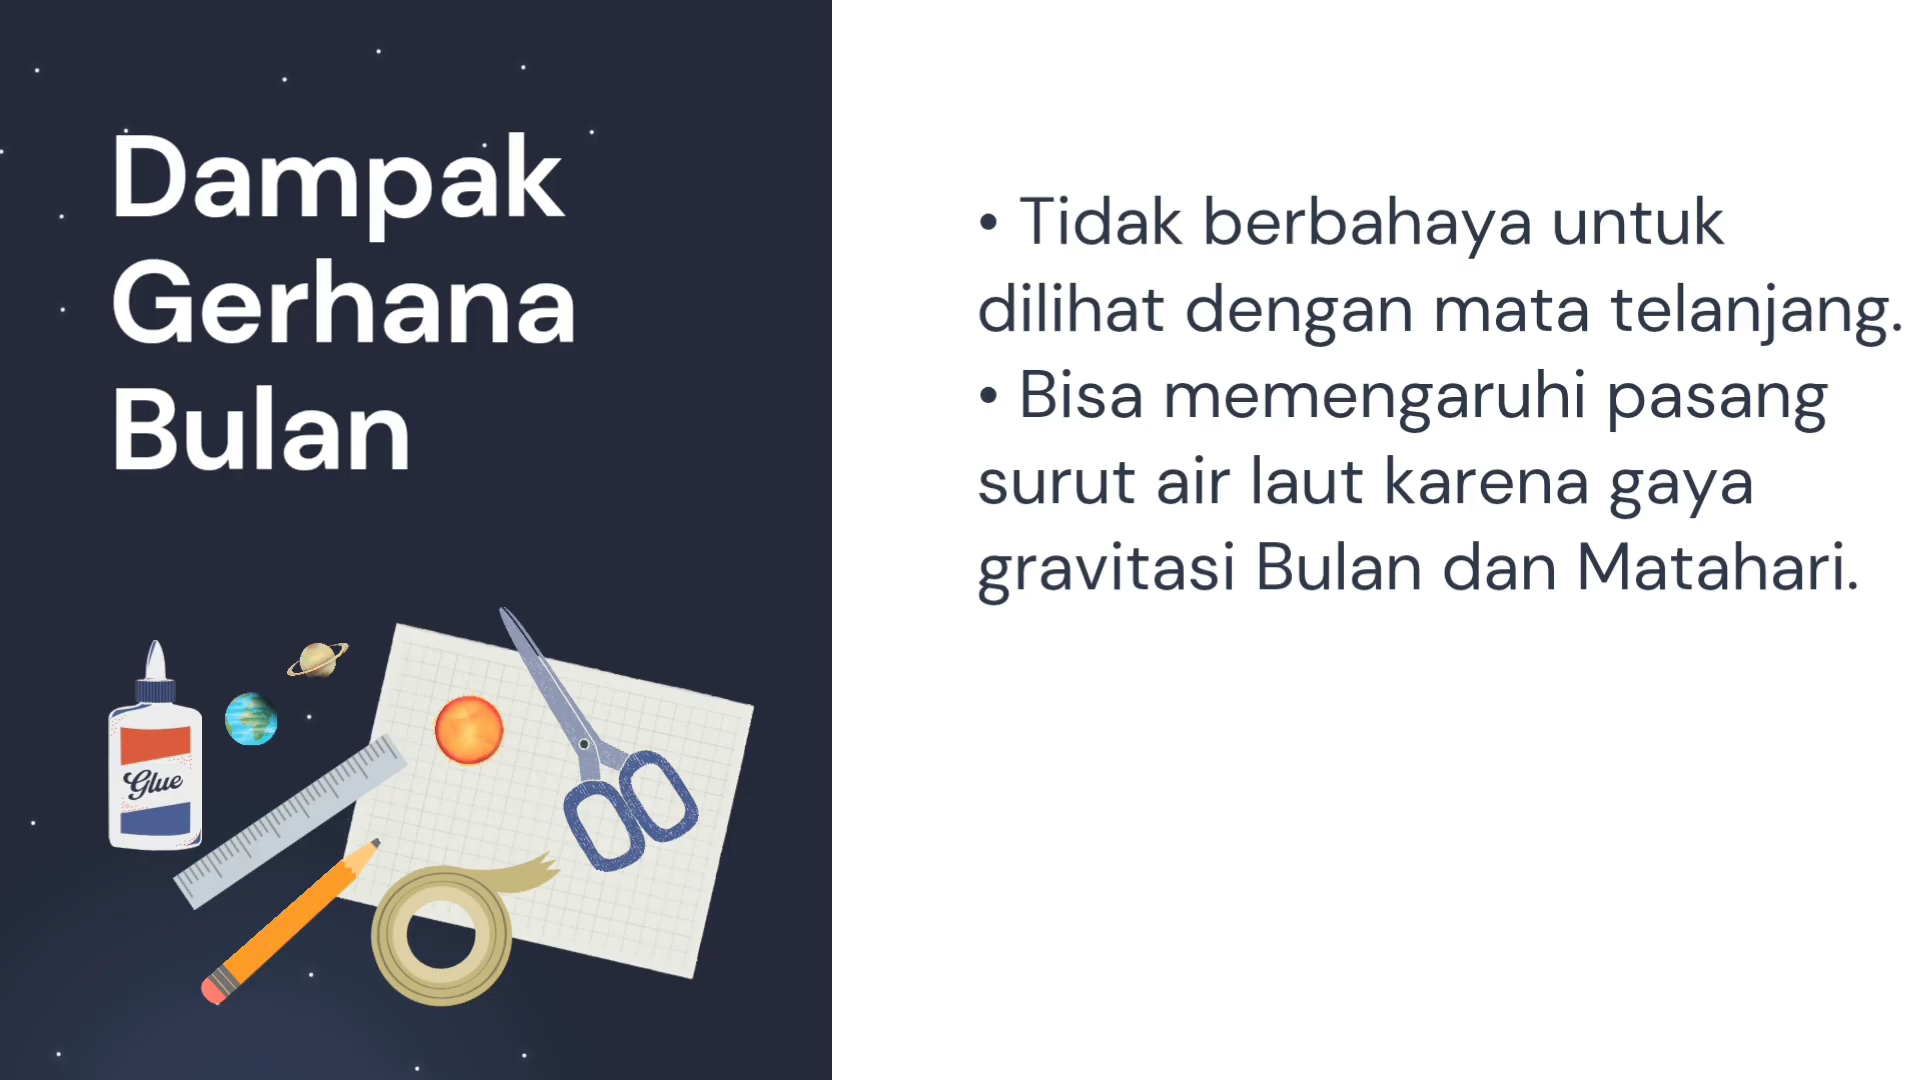 Dampak
Gerhana
Bulan
• Tidak berbahaya untuk
dilihat dengan mata telanjang.
• Bisa memengaruhi pasang
surut air laut karena gaya
gravitasi Bulan dan Matahari.
Glue